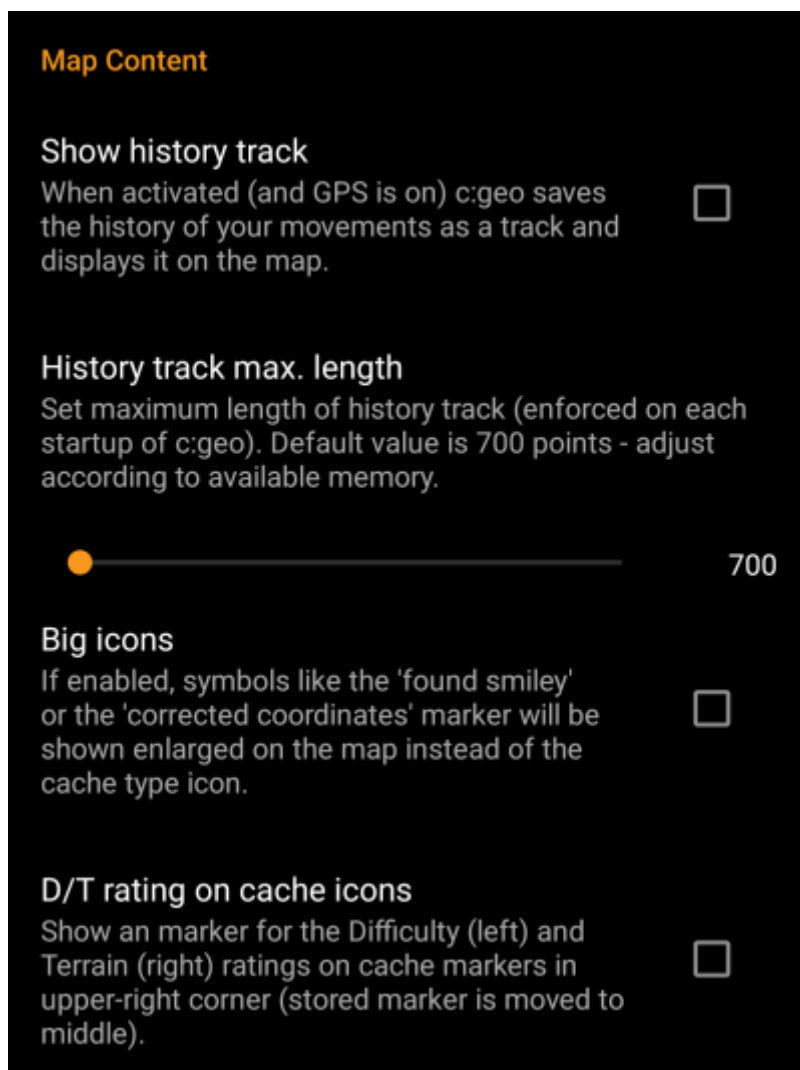 Map Content
Show history track
When activated (and GPS is on) c:geo saves
the history of your movements as a track and
displays it on the map.
History track max. length
Set maximum length of history track (enforced on each
startup of c:geo). Default value is 700 points - adjust
according to available memory.
700
Big icons
If enabled, symbols like the 'found smiley'
or the 'corrected coordinates' marker will be
shown enlarged on the map instead of the
cache type icon.
D/T rating on cache icons
Show an marker for the Difficulty (left) and
Terrain (right) ratings on cache markers in
upper-right corner (stored marker is moved to
middle).